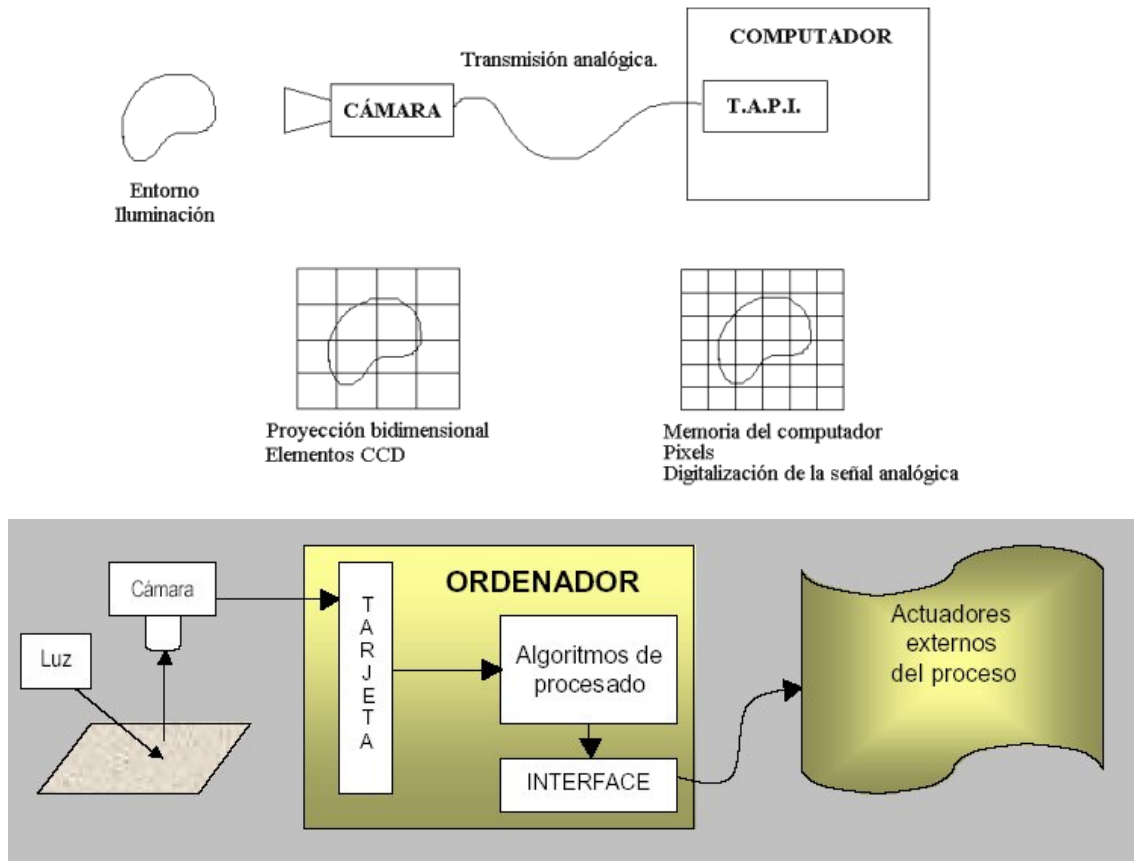 COMPUTADOR
Transmisión analógica.
CÁMARA
T.A.P.I.
Entorno
Iluminación
Proyección bidimensional
Elementos CCD
Memoria del computador
Pixels
Digitalización de la señal analógica
Cámara
Luz
TARJETA
ORDENADOR
Algoritmos de
procesado
INTERFACE
Actuadores
externos
del proceso